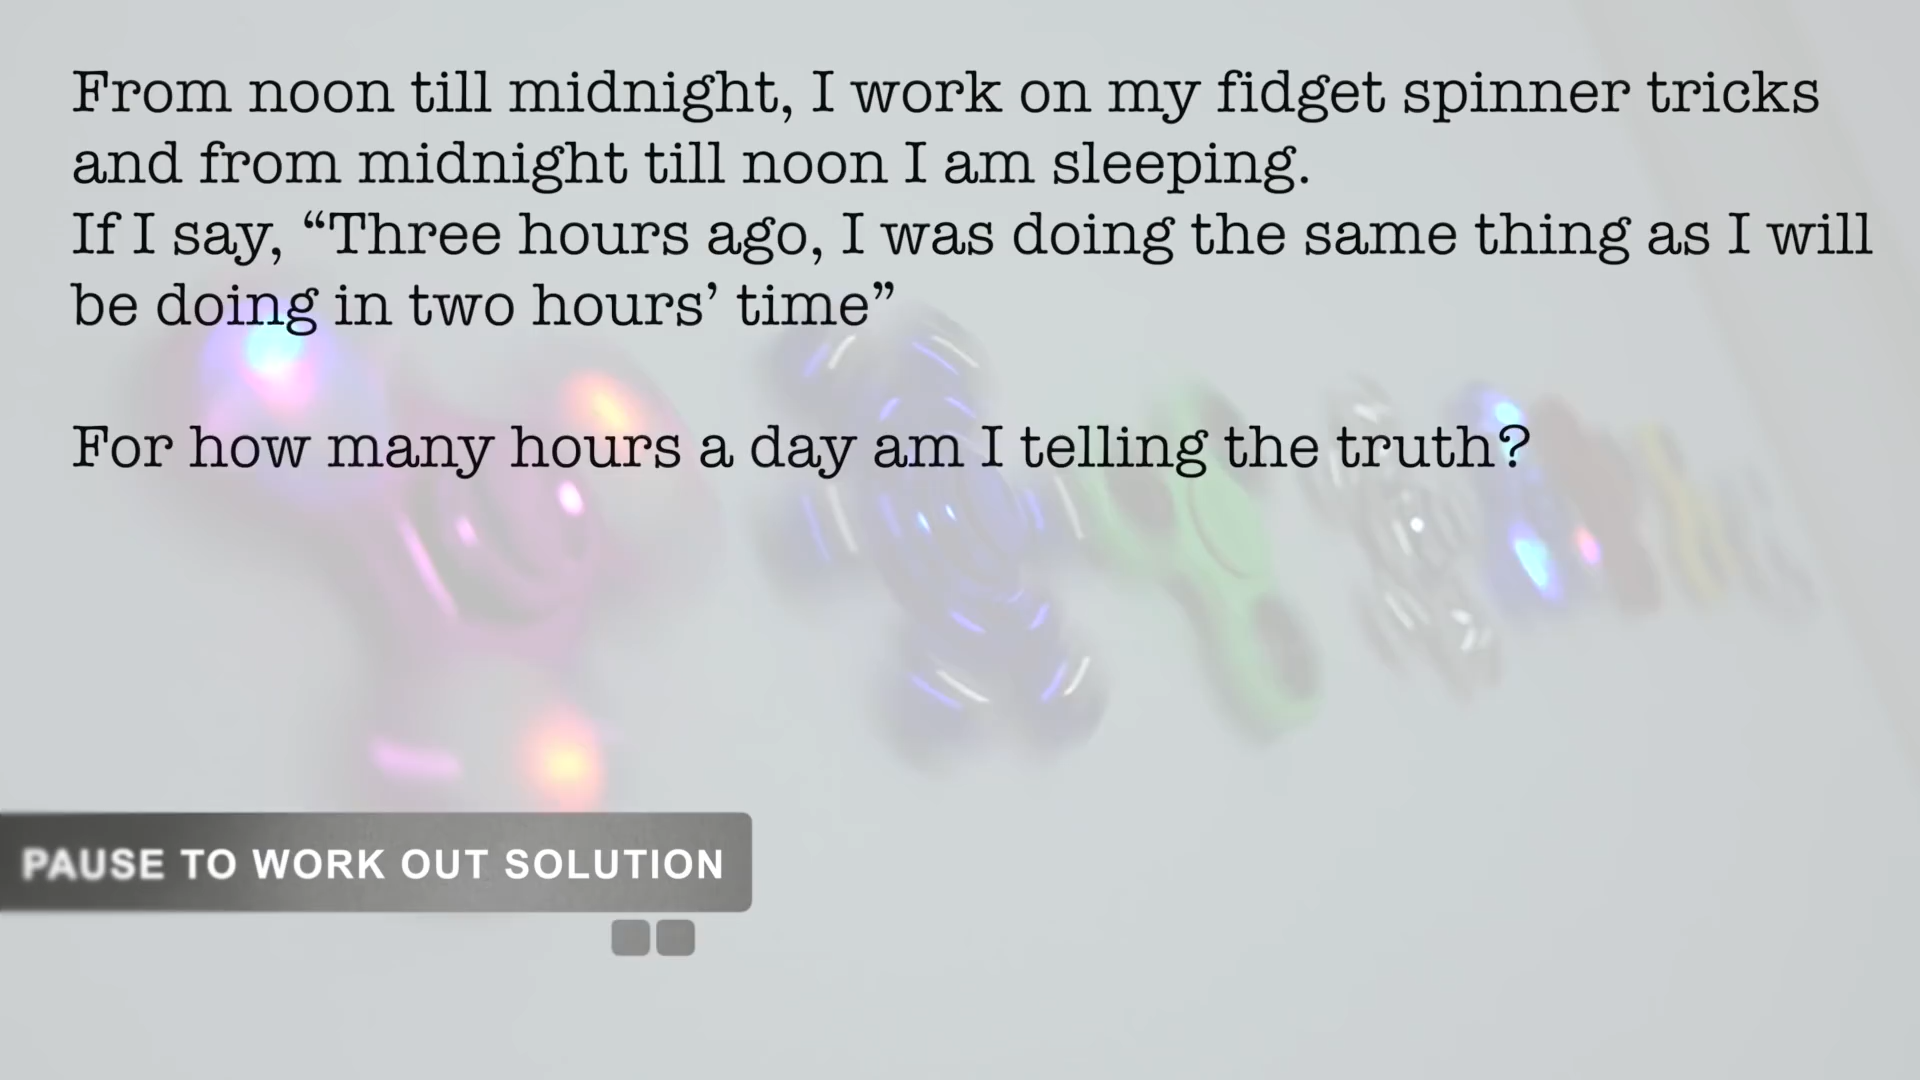 From noon till midnight, I work on my fidget spinner tricks
and from midnight till noon I am sleeping.
If I say, “Three hours ago, I was doing the same thing as I will
be doing in two hours’ time”
For how many hours a day am I telling the truth?
PAUSE TO WORK OUT SOLUTION